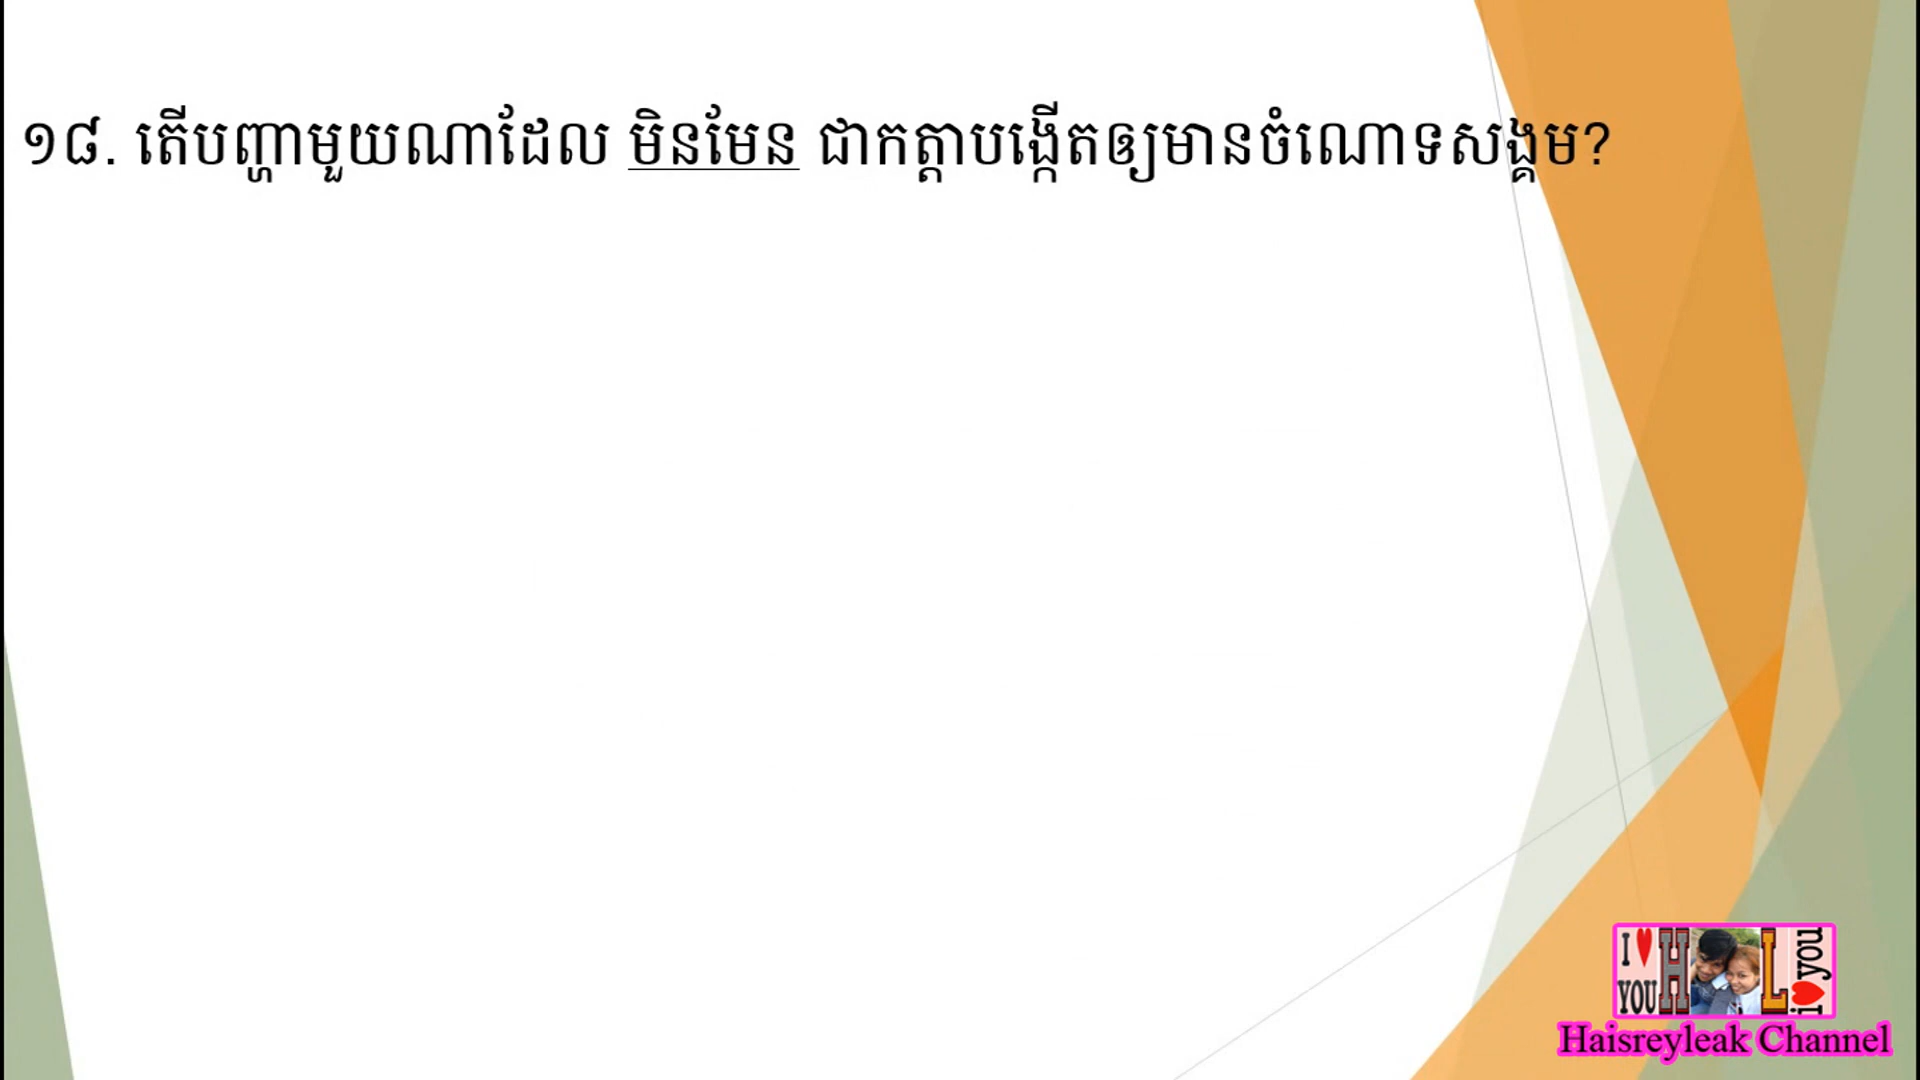 ១៨. តើបញ្ហាមួយណាដែល មិនមែន ជាកត្តាបង្កើតឲ្យមានចំណោទសង្គម?
I ♥ YOU H L i ♥ you
Haisreyleak Channel